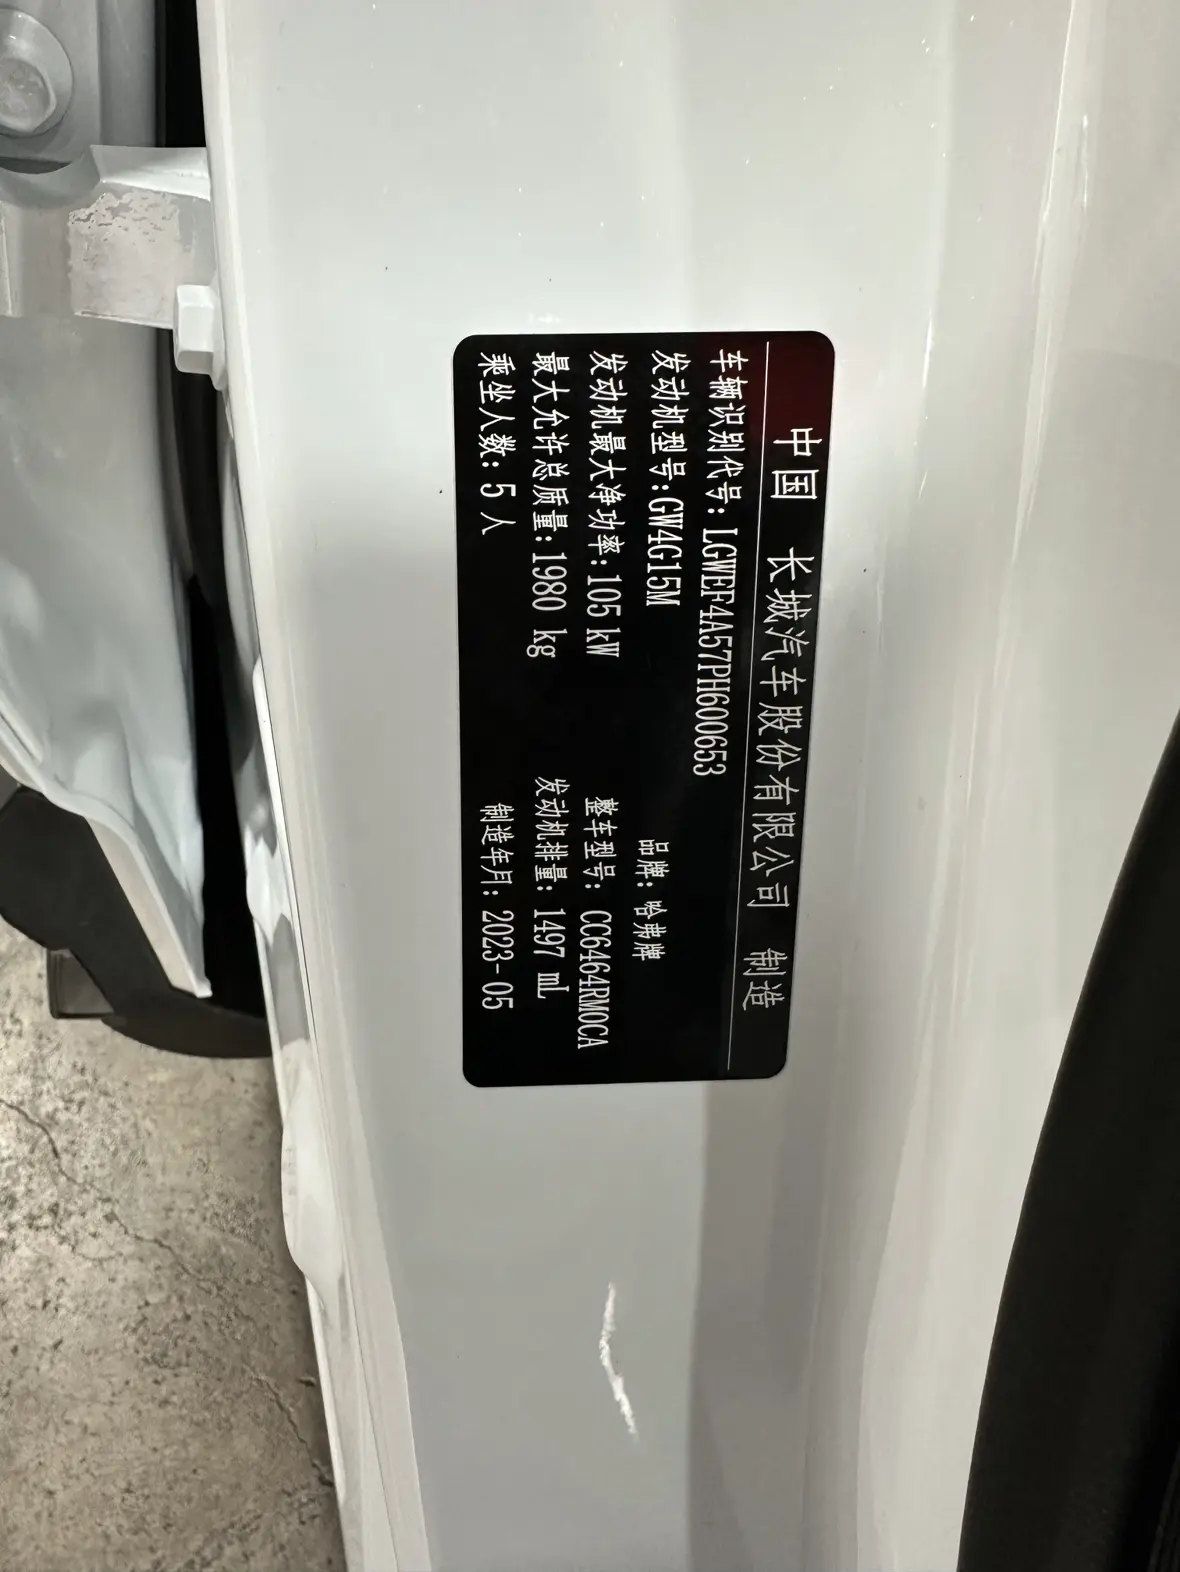 中国 长城汽车股份有限公司 制造
车辆识别代号: LGWEF4A57PH600653
发动机型号: GW4G15M 品牌: 哈弗牌
发动机最大净功率: 105 kW 整车型号: CC6464RM0CA
最大允许总质量: 1980 kg 发动机排量: 1497 mL
乘坐人数: 5 人 制造年月: 2023-05